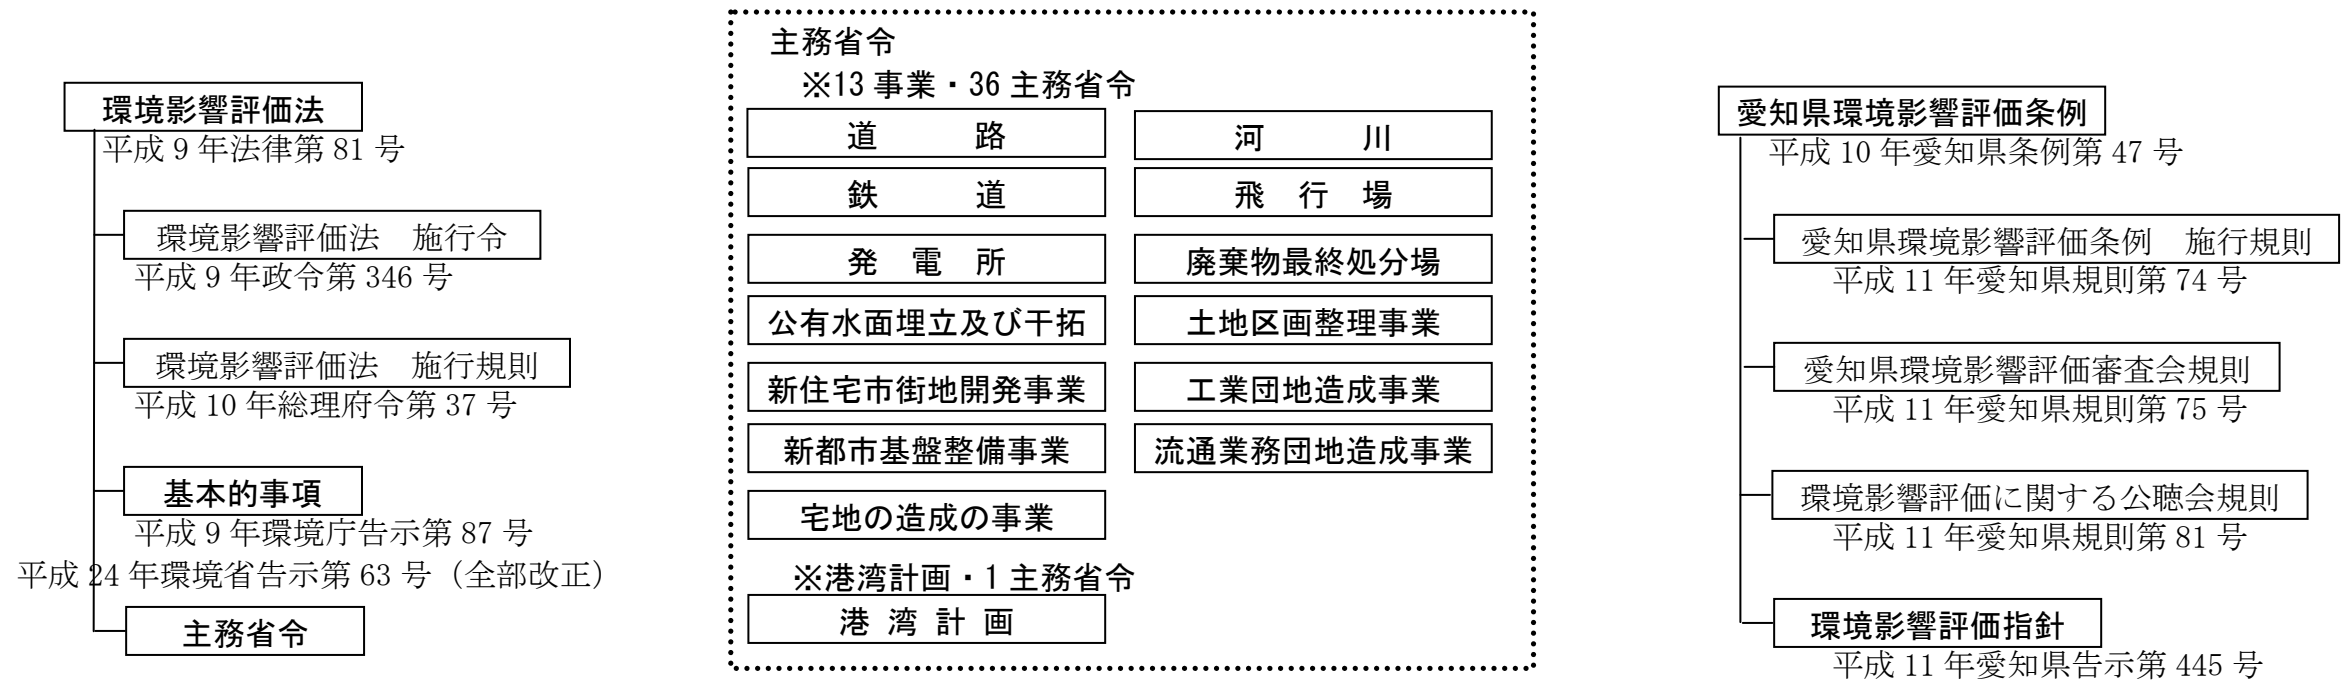 環境影響評価法
平成 9 年法律第 81 号
環境影響評価法　施行令
平成 9 年政令第 346 号
環境影響評価法　施行規則
平成 10 年総理府令第 37 号
基本的事項
平成 9 年環境庁告示第 87 号
平成 24 年環境省告示第 63 号（全部改正）
主務省令
主務省令
※13 事業・36 主務省令
道　　　路
河　　　川
鉄　　　道
飛　行　場
発　電　所
廃棄物最終処分場
公有水面埋立及び干拓
土地区画整理事業
新住宅市街地開発事業
工業団地造成事業
新都市基盤整備事業
流通業務団地造成事業
宅地の造成の事業
※港湾計画・1 主務省令
港 湾 計 画
愛知県環境影響評価条例
平成 10 年愛知県条例第 47 号
愛知県環境影響評価条例　施行規則
平成 11 年愛知県規則第 74 号
愛知県環境影響評価審査会規則
平成 11 年愛知県規則第 75 号
環境影響評価に関する公聴会規則
平成 11 年愛知県規則第 81 号
環境影響評価指針
平成 11 年愛知県告示第 445 号